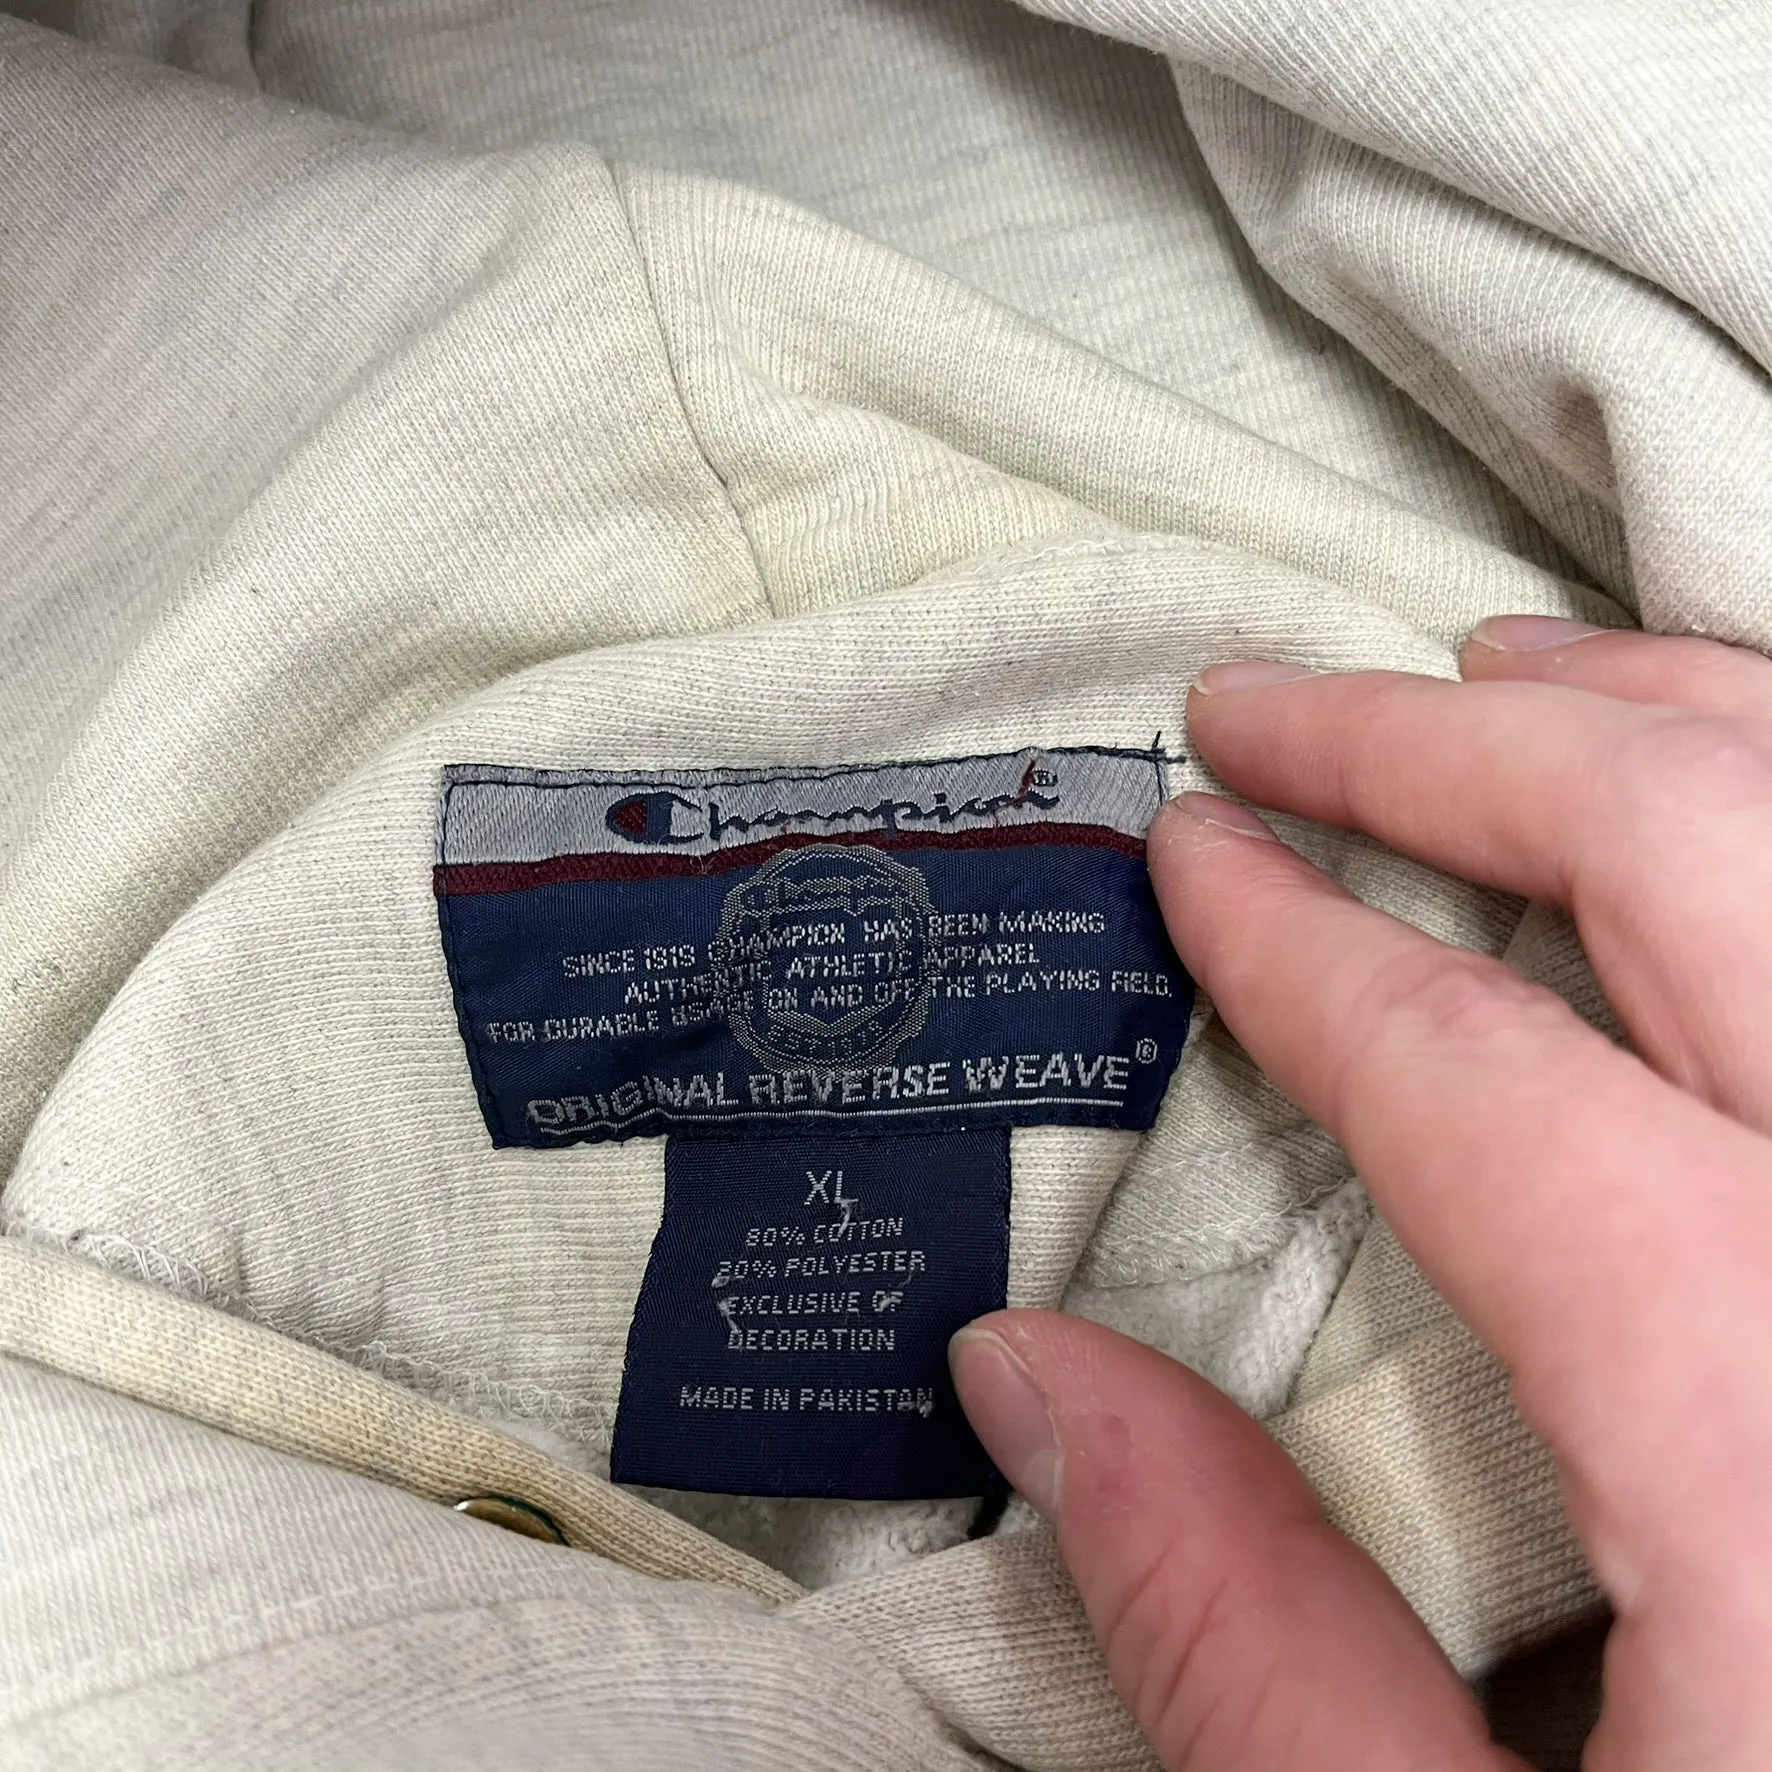 Champion®
Champion
SINCE 1919 CHAMPION HAS BEEN MAKING
AUTHENTIC ATHLETIC APPAREL
FOR DURABLE USAGE ON AND OFF THE PLAYING FIELD.
ORIGINAL REVERSE WEAVE®
XL
80% COTTON
20% POLYESTER
EXCLUSIVE OF
DECORATION
MADE IN PAKISTAN